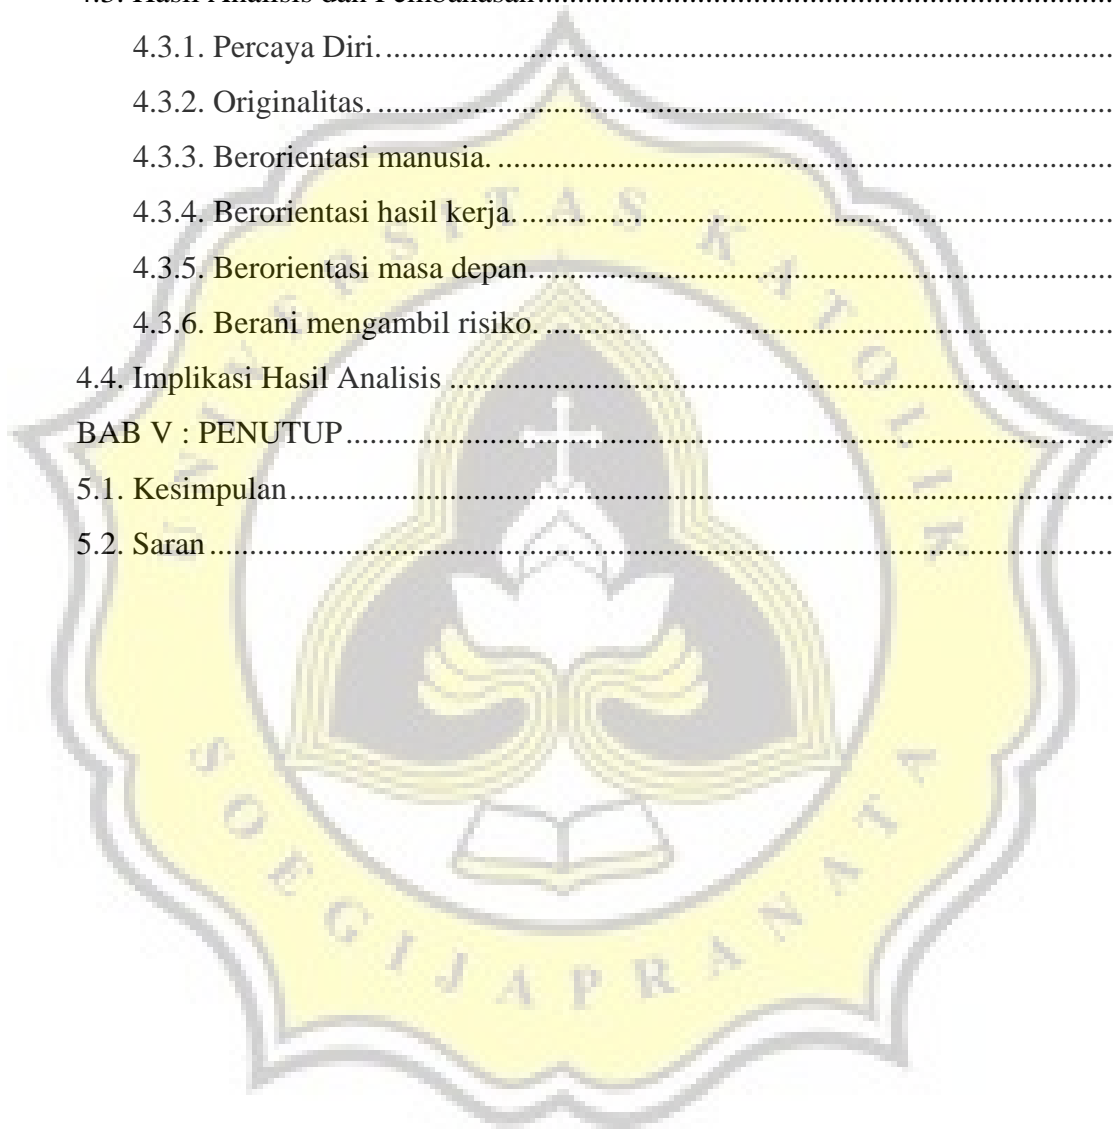 4.3. Hasil Analisis dan Pembahasan
4.3.1. Percaya Diri.
4.3.2. Originalitas.
4.3.3. Berorientasi manusia.
4.3.4. Berorientasi hasil kerja.
4.3.5. Berorientasi masa depan.
4.3.6. Berani mengambil risiko.
4.4. Implikasi Hasil Analisis
BAB V : PENUTUP
5.1. Kesimpulan
5.2. Saran
UNIVERSITAS KATOLIK
SOEGIJAPRANATA